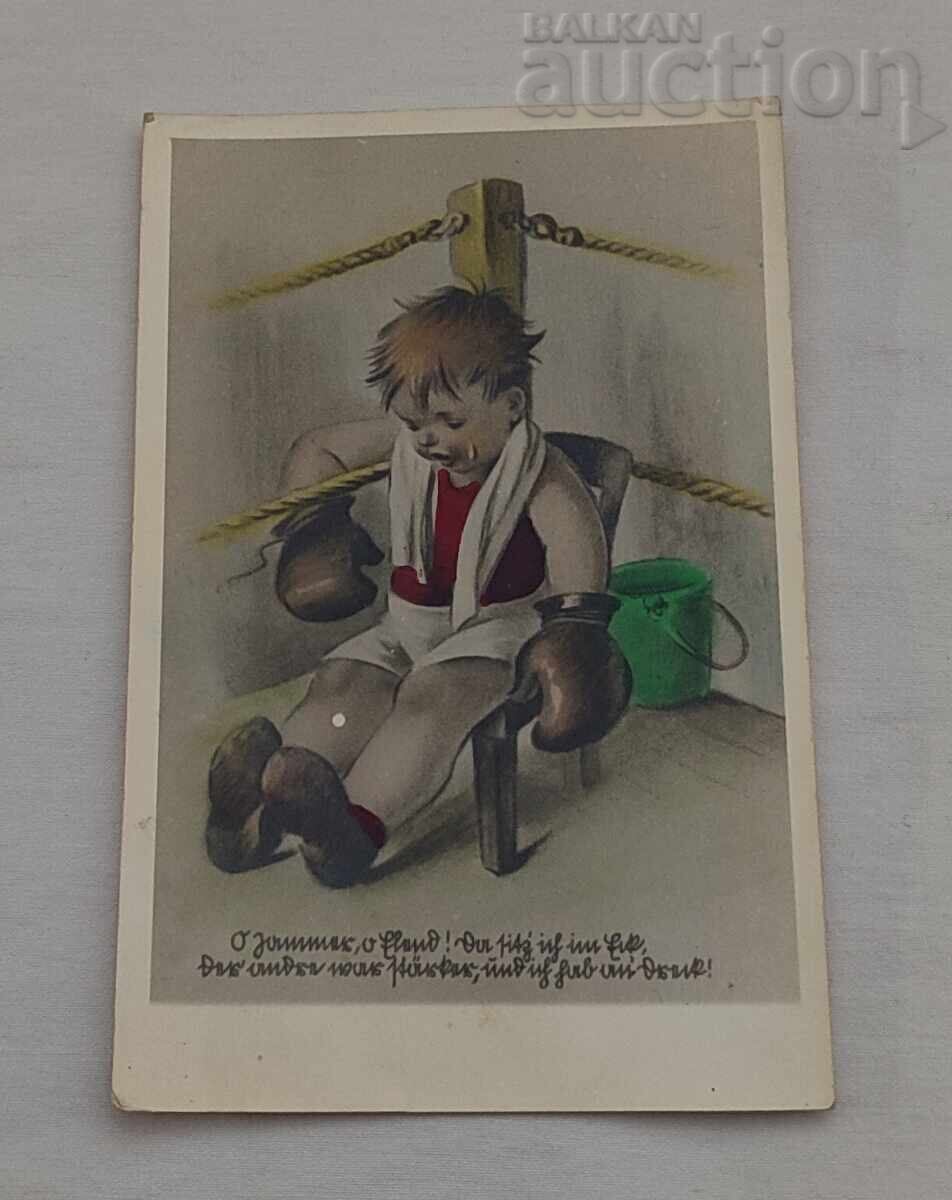 BALKAN
auction
O Jammer, o Elend! Da sitz ich im Eck,
der andre war stärker, und ich hab an Dreck!